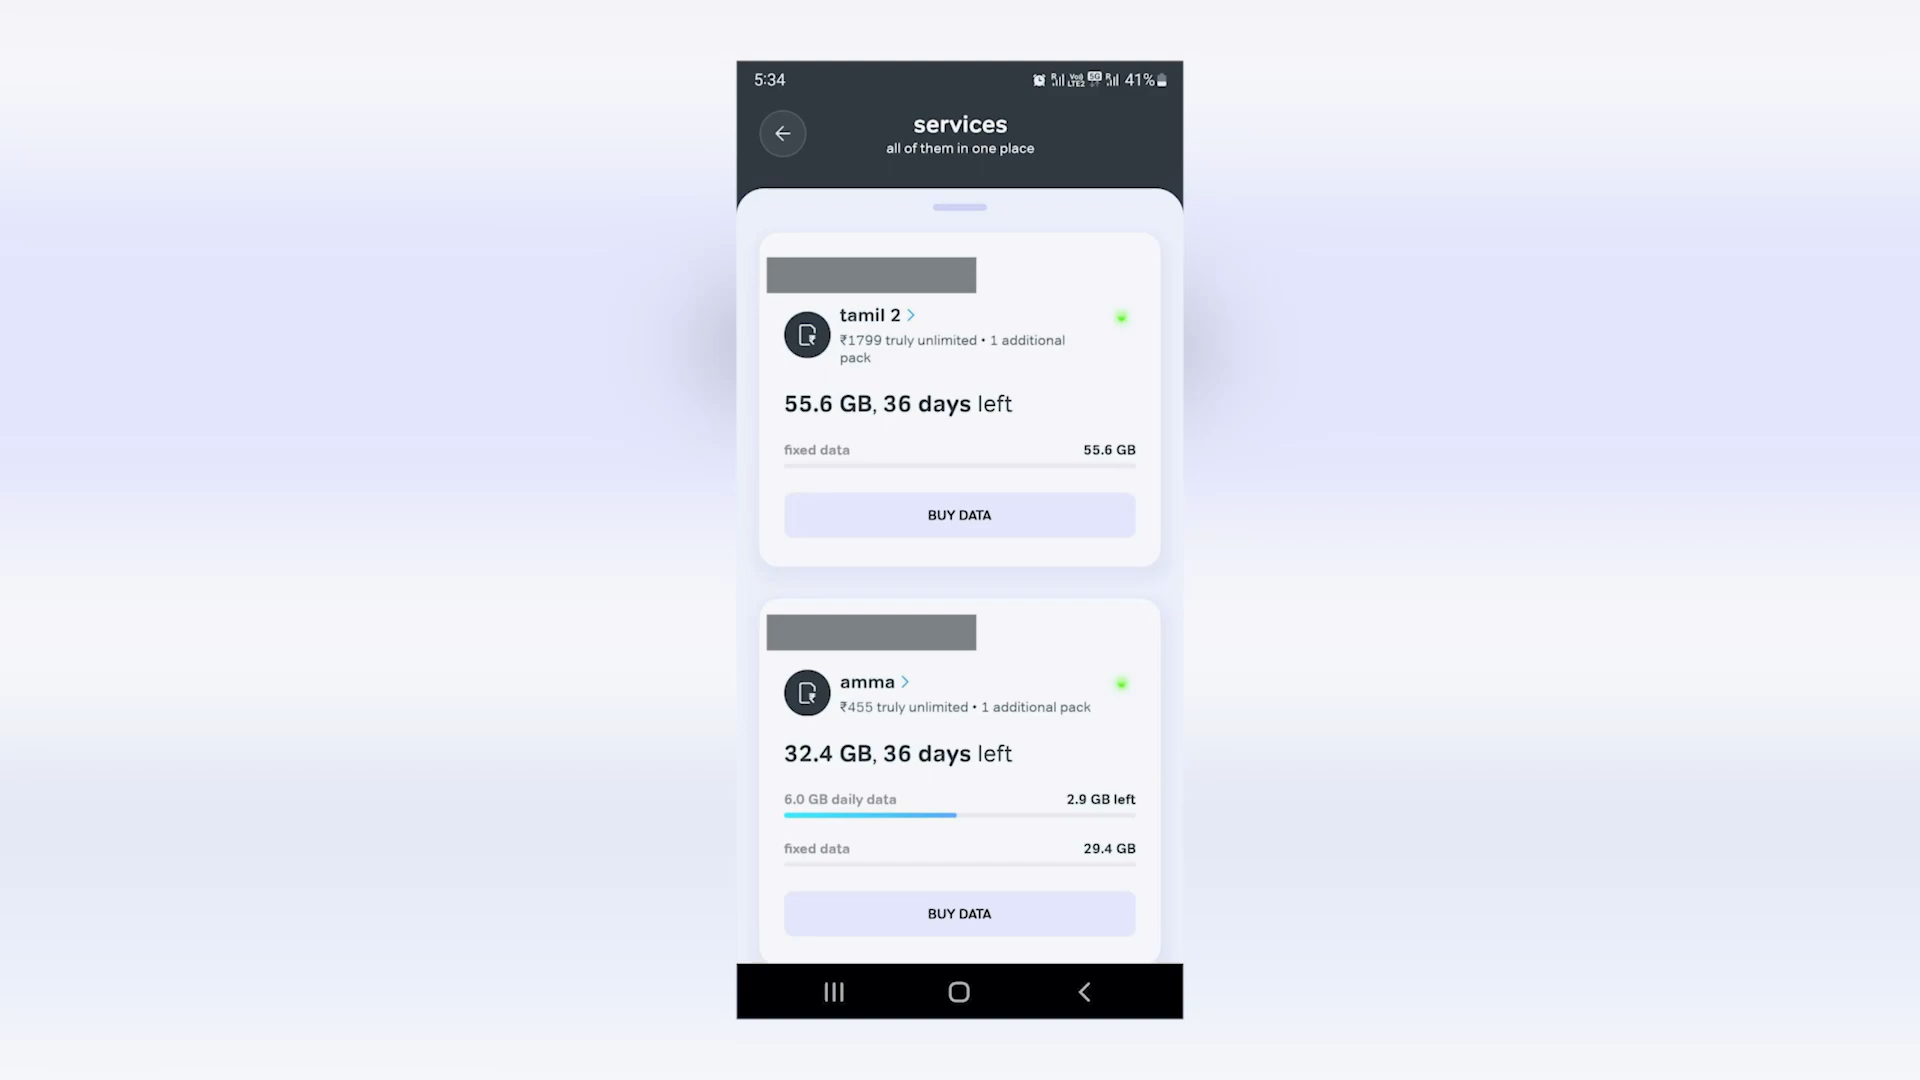 5:34
41%
services
all of them in one place
tamil 2
₹1799 truly unlimited • 1 additional
pack
55.6 GB, 36 days left
fixed data 55.6 GB
BUY DATA
amma
₹455 truly unlimited • 1 additional pack
32.4 GB, 36 days left
6.0 GB daily data 2.9 GB left
fixed data 29.4 GB
BUY DATA